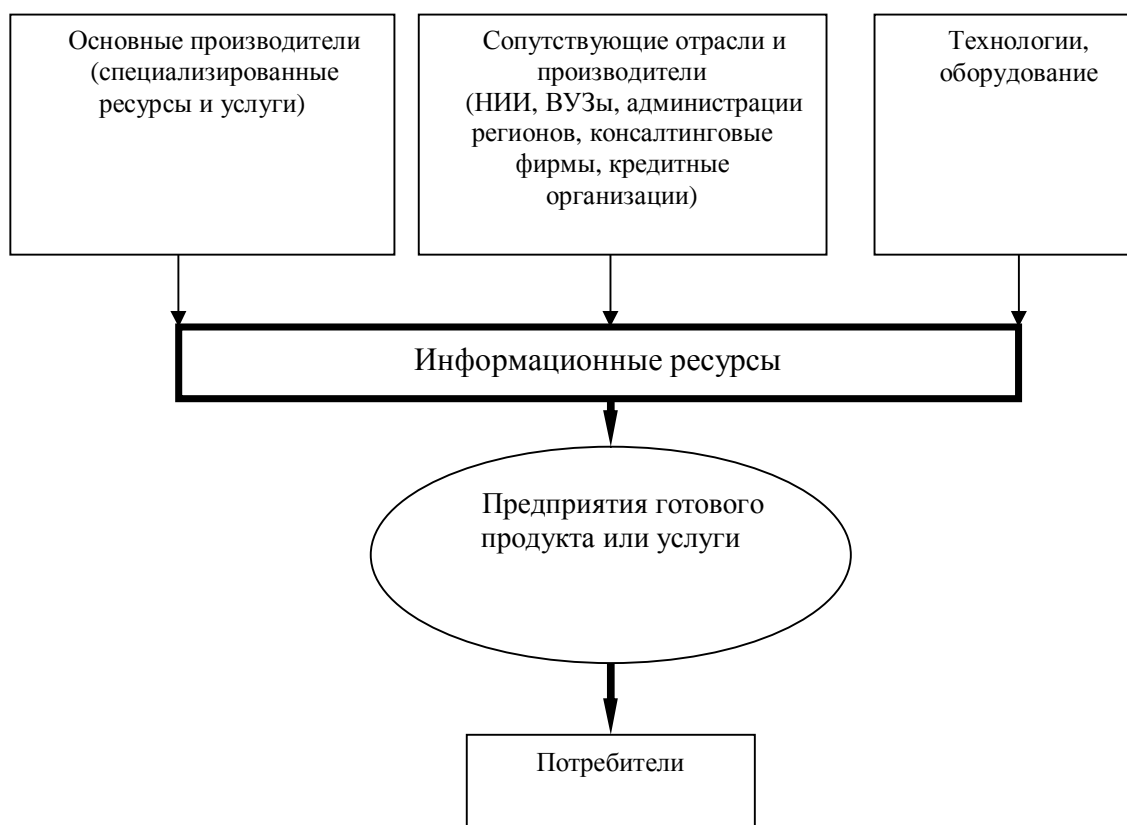 Основные производители
(специализированные
ресурсы и услуги)
Сопутствующие отрасли и
производители
(НИИ, ВУЗы, администрации
регионов, консалтинговые
фирмы, кредитные
организации)
Технологии,
оборудование
Информационные ресурсы
Предприятия готового
продукта или услуги
Потребители